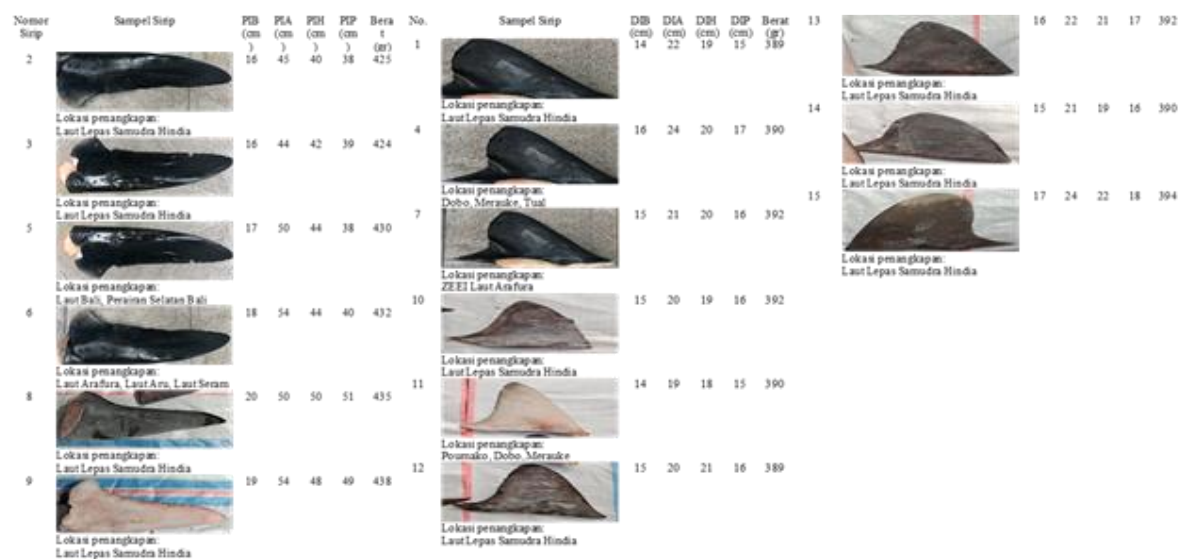 Nomor Sirip Sampel Sirip PIB (cm) PIA (cm) PIH (cm) PIP (cm) Berat (gr)
2 16 45 40 38 425
Lokasi penangkapan:
Laut Lepas Samudra Hindia
3 16 44 42 39 424
Lokasi penangkapan:
Laut Lepas Samudra Hindia
5 17 50 44 38 430
Lokasi penangkapan:
Laut Bali, Perairan Selatan Bali
6 18 54 44 40 432
Lokasi penangkapan:
Laut Arafura, Laut Aru, Laut Seram
8 20 50 50 51 435
Lokasi penangkapan:
Laut Lepas Samudra Hindia
9 19 54 48 49 438
Lokasi penangkapan:
Laut Lepas Samudra Hindia
No. Sampel Sirip DIB (cm) DIA (cm) DIH (cm) DIP (cm) Berat (gr)
1 14 22 19 15 389
Lokasi penangkapan:
Laut Lepas Samudra Hindia
4 16 24 20 17 390
Lokasi penangkapan:
Dobo, Merauke, Tual
7 15 21 20 16 392
Lokasi penangkapan:
ZEEI Laut Arafura
10 15 20 19 16 392
Lokasi penangkapan:
Laut Lepas Samudra Hindia
11 14 19 18 15 390
Lokasi penangkapan:
Poumako, Dobo, Merauke
12 15 20 21 16 389
Lokasi penangkapan:
Laut Lepas Samudra Hindia
13 16 22 21 17 392
Lokasi penangkapan:
Laut Lepas Samudra Hindia
14 15 21 19 16 390
Lokasi penangkapan:
Laut Lepas Samudra Hindia
15 17 24 22 18 394
Lokasi penangkapan:
Laut Lepas Samudra Hindia